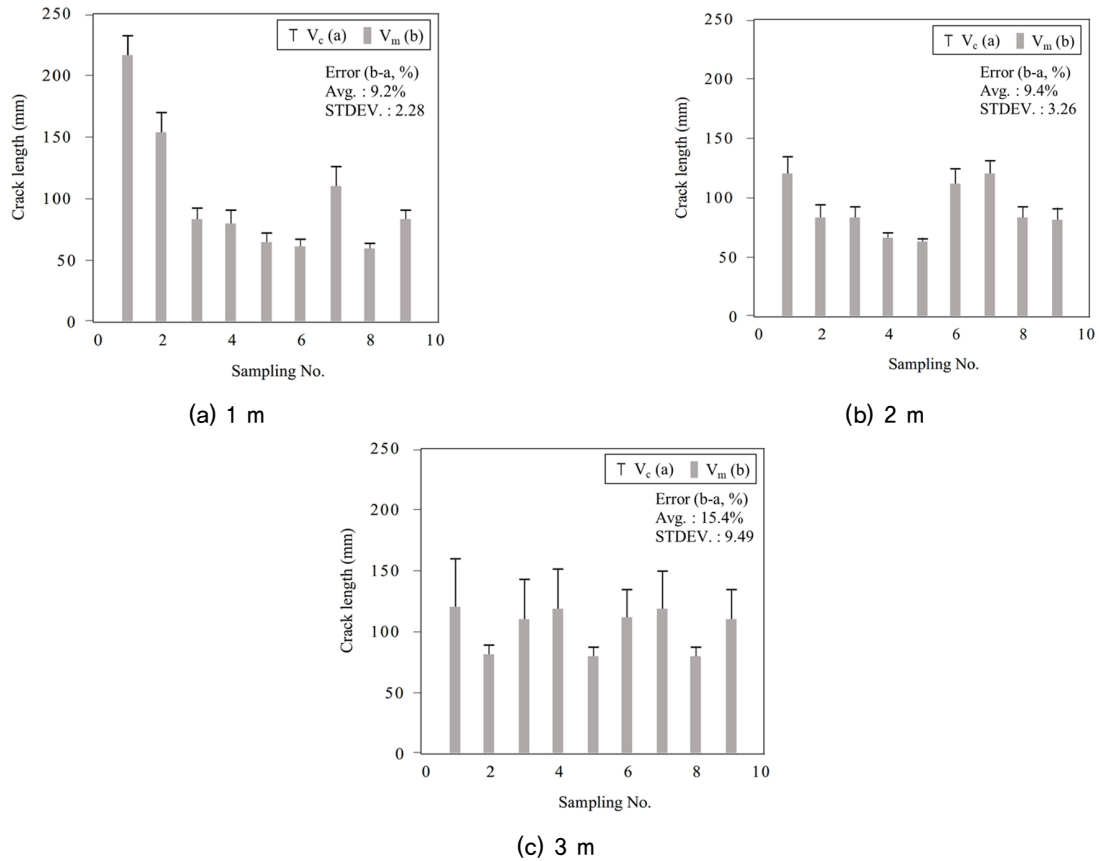 250
200
150
100
50
0
Crack length (mm)
V_c (a) V_m (b)
Error (b-a, %)
Avg. : 9.2%
STDEV. : 2.28
0 2 4 6 8 10
Sampling No.
(a) 1 m
250
200
150
100
50
0
Crack length (mm)
V_c (a) V_m (b)
Error (b-a, %)
Avg. : 9.4%
STDEV. : 3.26
0 2 4 6 8 10
Sampling No.
(b) 2 m
250
200
150
100
50
0
Crack length (mm)
V_c (a) V_m (b)
Error (b-a, %)
Avg. : 15.4%
STDEV. : 9.49
0 2 4 6 8 10
Sampling No.
(c) 3 m